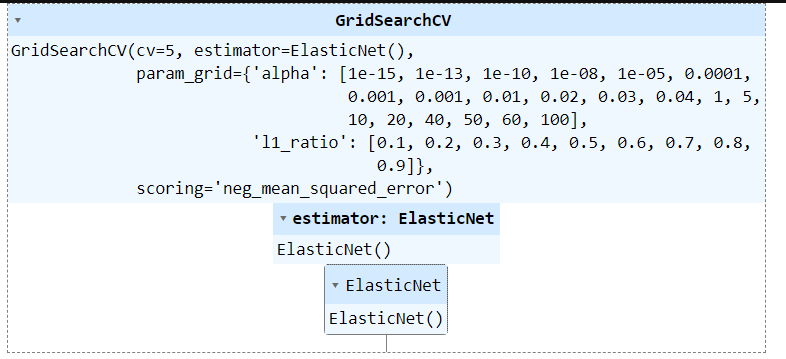 GridSearchCV
GridSearchCV(cv=5, estimator=ElasticNet(),
param_grid={'alpha': [1e-15, 1e-13, 1e-10, 1e-08, 1e-05, 0.0001,
0.001, 0.001, 0.01, 0.02, 0.03, 0.04, 1, 5,
10, 20, 40, 50, 60, 100],
'l1_ratio': [0.1, 0.2, 0.3, 0.4, 0.5, 0.6, 0.7, 0.8,
0.9]},
scoring='neg_mean_squared_error')
estimator: ElasticNet
ElasticNet()
ElasticNet
ElasticNet()